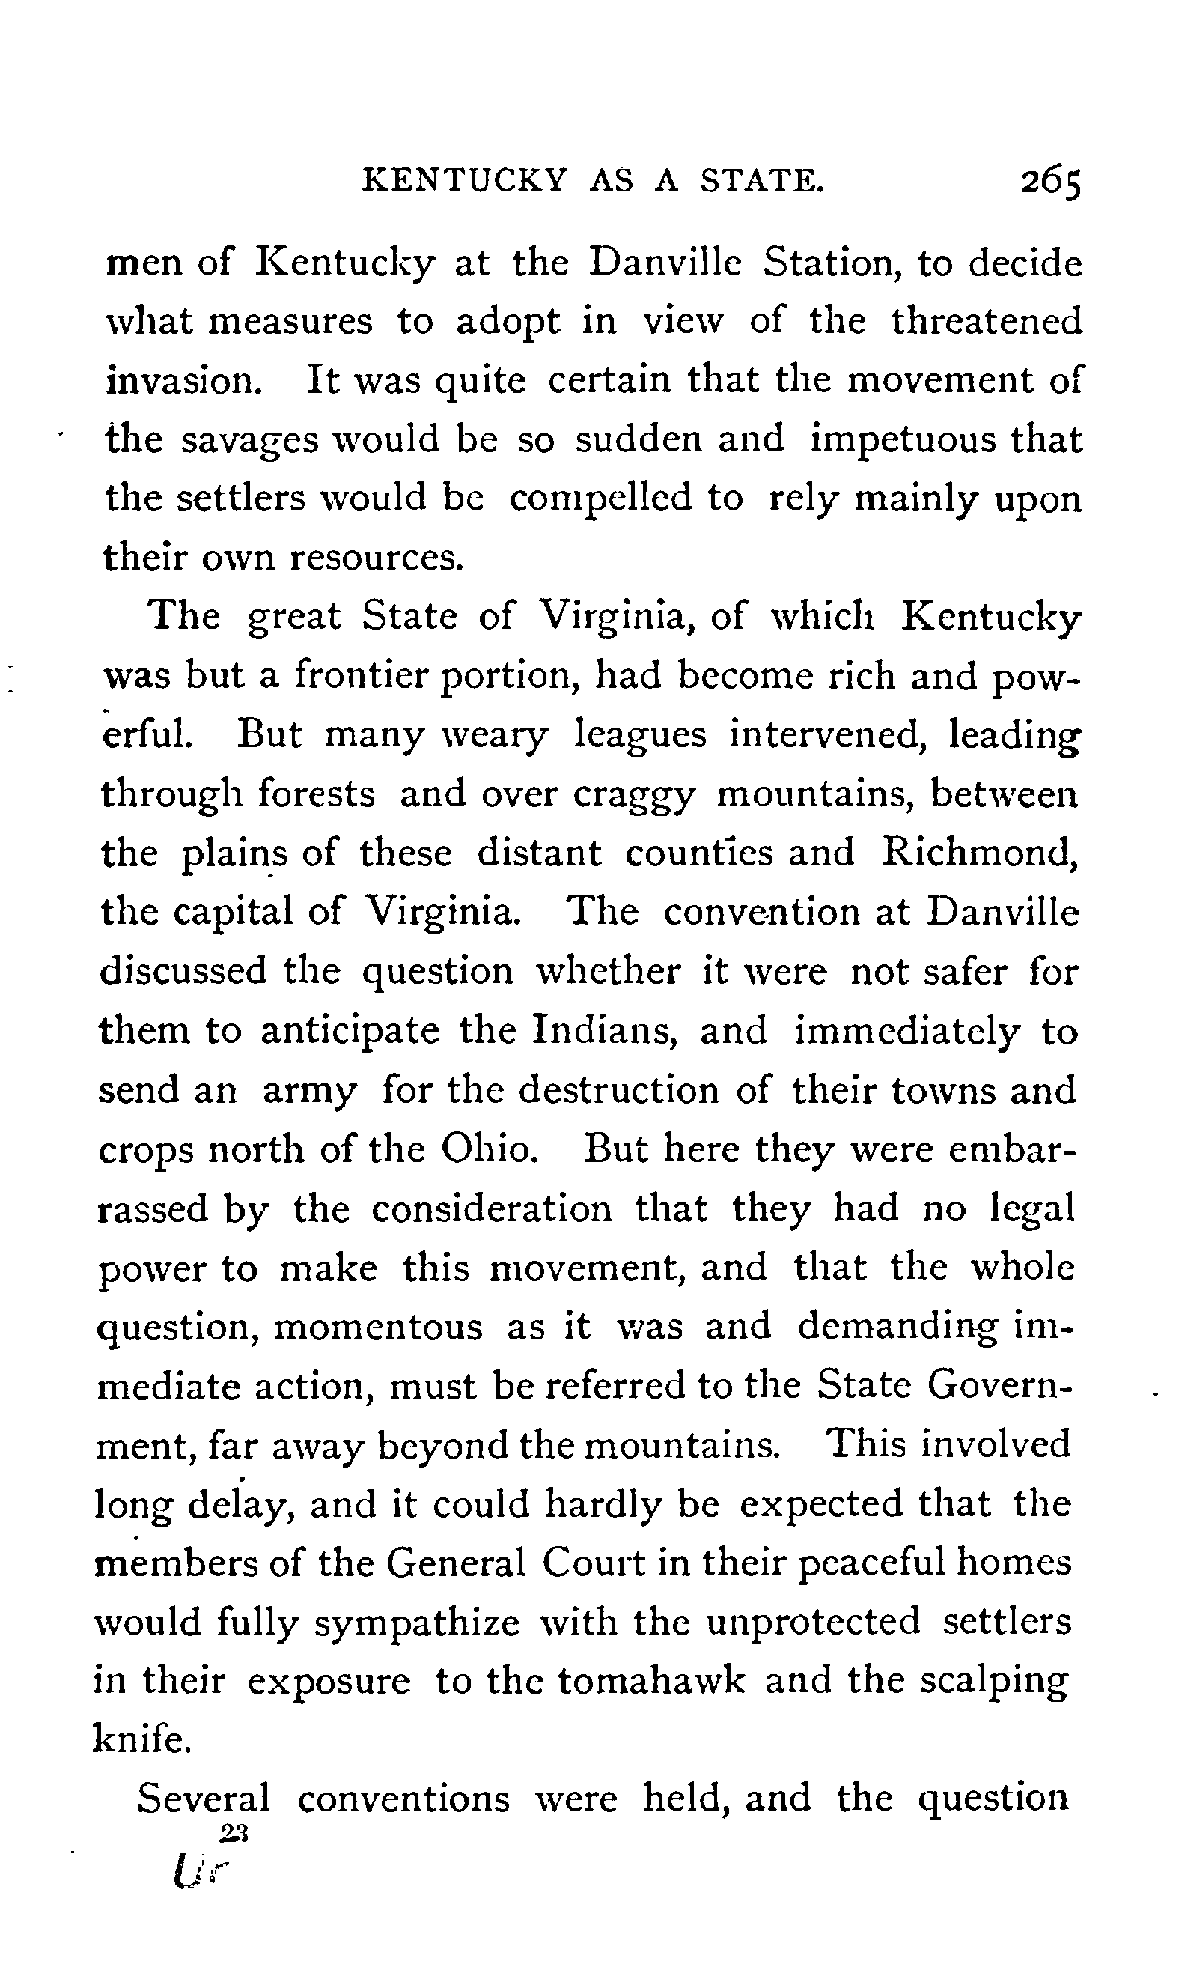 KENTUCKY AS A STATE. 265
men of Kentucky at the Danville Station, to decide
what measures to adopt in view of the threatened
invasion. It was quite certain that the movement of
the savages would be so sudden and impetuous that
the settlers would be compelled to rely mainly upon
their own resources.
The great State of Virginia, of which Kentucky
was but a frontier portion, had become rich and pow-
erful. But many weary leagues intervened, leading
through forests and over craggy mountains, between
the plains of these distant counties and Richmond,
the capital of Virginia. The convention at Danville
discussed the question whether it were not safer for
them to anticipate the Indians, and immediately to
send an army for the destruction of their towns and
crops north of the Ohio. But here they were embar-
rassed by the consideration that they had no legal
power to make this movement, and that the whole
question, momentous as it was and demanding im-
mediate action, must be referred to the State Govern-
ment, far away beyond the mountains. This involved
long delay, and it could hardly be expected that the
members of the General Court in their peaceful homes
would fully sympathize with the unprotected settlers
in their exposure to the tomahawk and the scalping
knife.
Several conventions were held, and the question
23